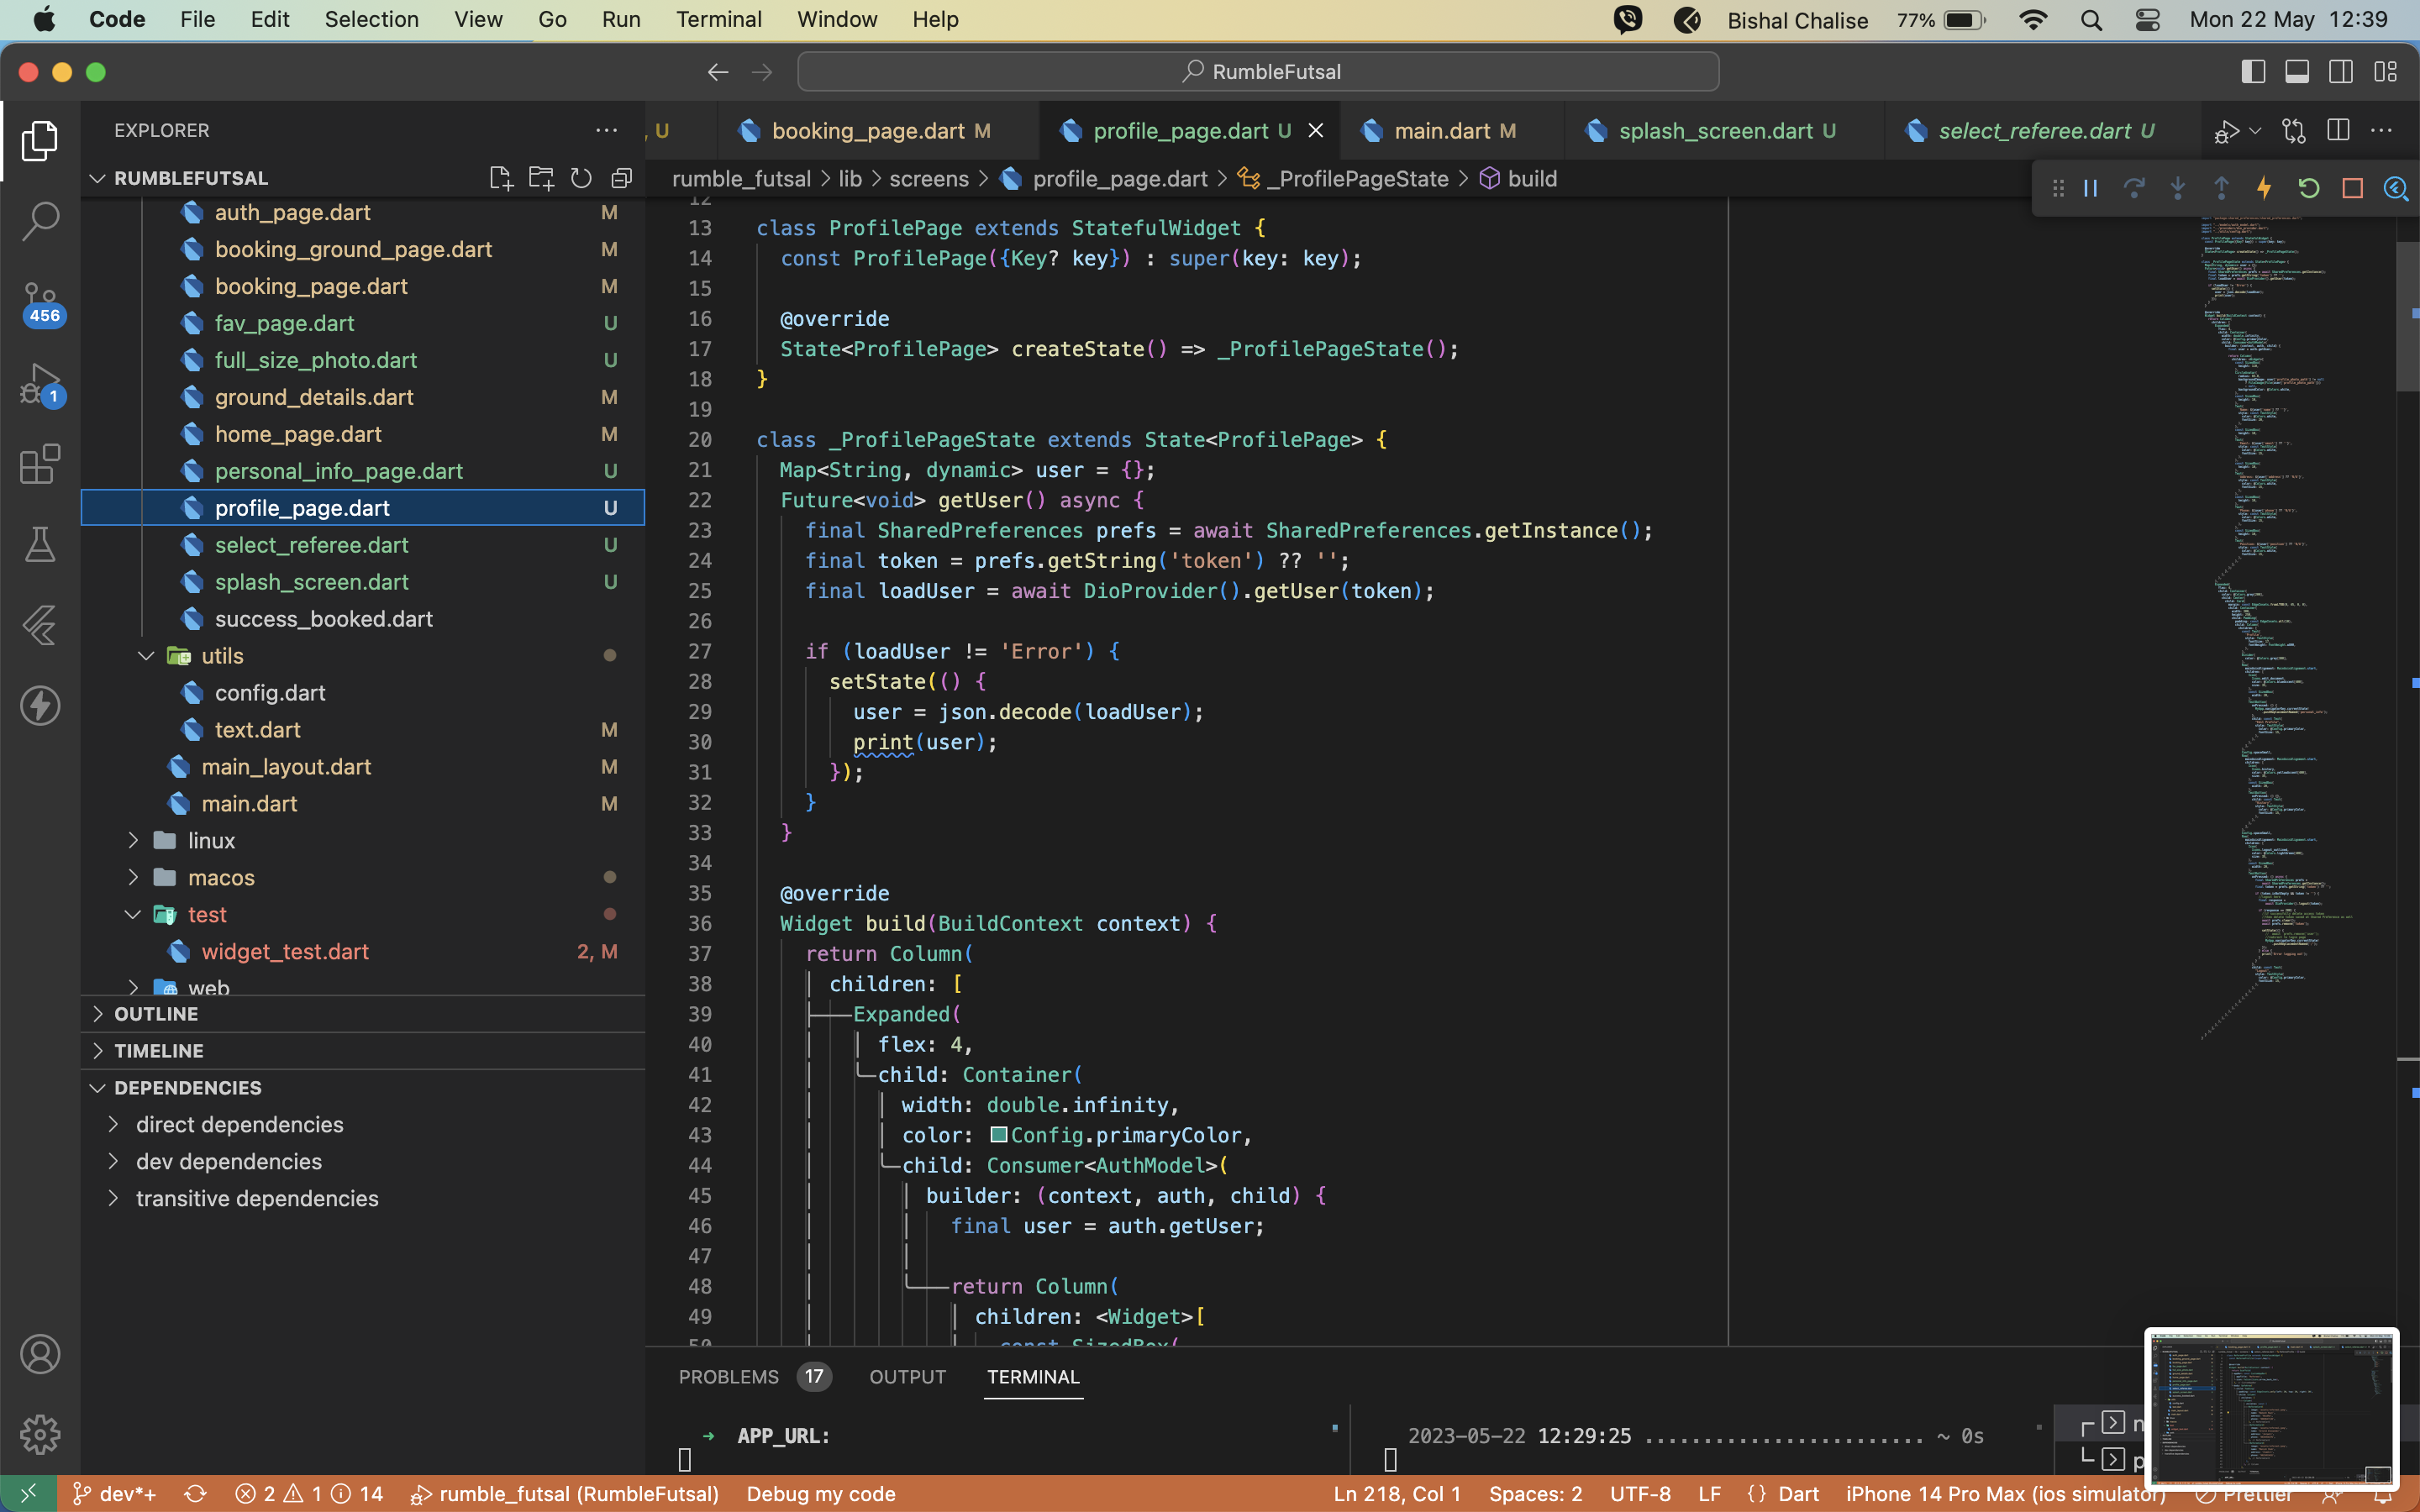 Code File Edit Selection View Go Run Terminal Window Help Bishal Chalise 77% Mon 22 May 12:39
RumbleFutsal
EXPLORER
RUMBLEFUTSAL
auth_page.dart M
booking_ground_page.dart M
booking_page.dart M
fav_page.dart U
full_size_photo.dart U
ground_details.dart M
home_page.dart M
personal_info_page.dart U
profile_page.dart U
select_referee.dart U
splash_screen.dart U
success_booked.dart
utils
config.dart
text.dart M
main_layout.dart M
main.dart M
linux
macos
test
widget_test.dart 2, M
web
OUTLINE
TIMELINE
DEPENDENCIES
direct dependencies
dev dependencies
transitive dependencies
456
1
U booking_page.dart M profile_page.dart U main.dart M splash_screen.dart U select_referee.dart U
rumble_futsal > lib > screens > profile_page.dart > _ProfilePageState > build
12
13 class ProfilePage extends StatefulWidget {
14 const ProfilePage({Key? key}) : super(key: key);
15
16 @override
17 State<ProfilePage> createState() => _ProfilePageState();
18 }
19
20 class _ProfilePageState extends State<ProfilePage> {
21 Map<String, dynamic> user = {};
22 Future<void> getUser() async {
23 final SharedPreferences prefs = await SharedPreferences.getInstance();
24 final token = prefs.getString('token') ?? '';
25 final loadUser = await DioProvider().getUser(token);
26
27 if (loadUser != 'Error') {
28 setState(() {
29 user = json.decode(loadUser);
30 print(user);
31 });
32 }
33 }
34
35 @override
36 Widget build(BuildContext context) {
37 return Column(
38 children: [
39 Expanded(
40 flex: 4,
41 child: Container(
42 width: double.infinity,
43 color: Config.primaryColor,
44 child: Consumer<AuthModel>(
45 builder: (context, auth, child) {
46 final user = auth.getUser;
47
48 return Column(
49 children: <Widget>[
50 const SizedBox(
PROBLEMS 17 OUTPUT TERMINAL
→ APP_URL:
2023-05-22 12:29:25 ....................... ~ 0s
dev*+ 2 1 14 rumble_futsal (RumbleFutsal) Debug my code Ln 218, Col 1 Spaces: 2 UTF-8 LF {} Dart iPhone 14 Pro Max (ios simulator) Prettier